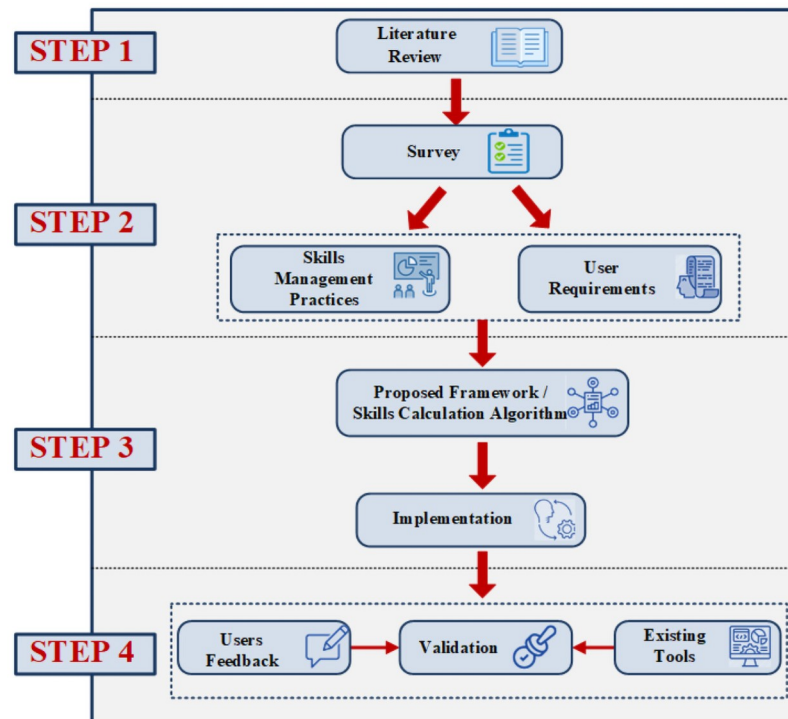 STEP 1
Literature
Review
STEP 2
Survey
Skills
Management
Practices
User
Requirements
STEP 3
Proposed Framework /
Skills Calculation Algorithm
Implementation
STEP 4
Users
Feedback
Validation
Existing
Tools